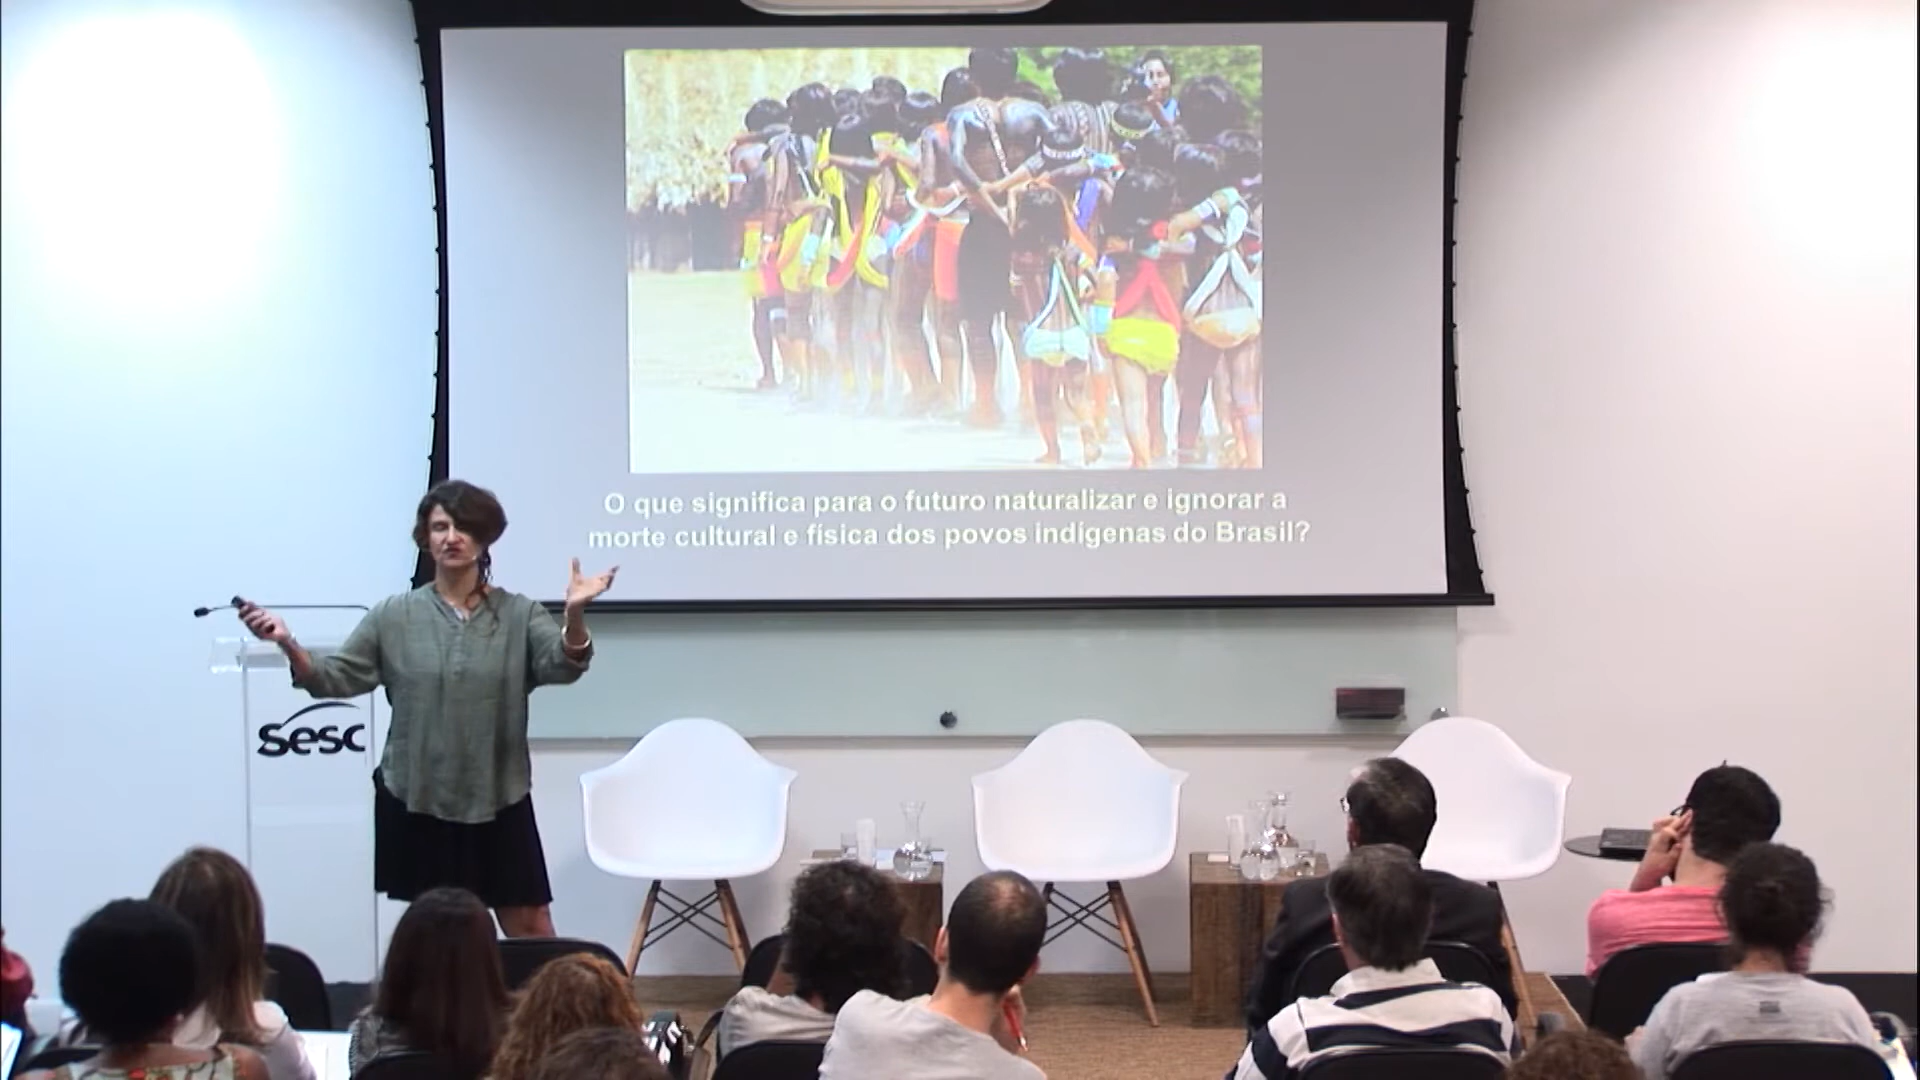 O que significa para o futuro naturalizar e ignorar a
morte cultural e física dos povos indígenas do Brasil?
sesc